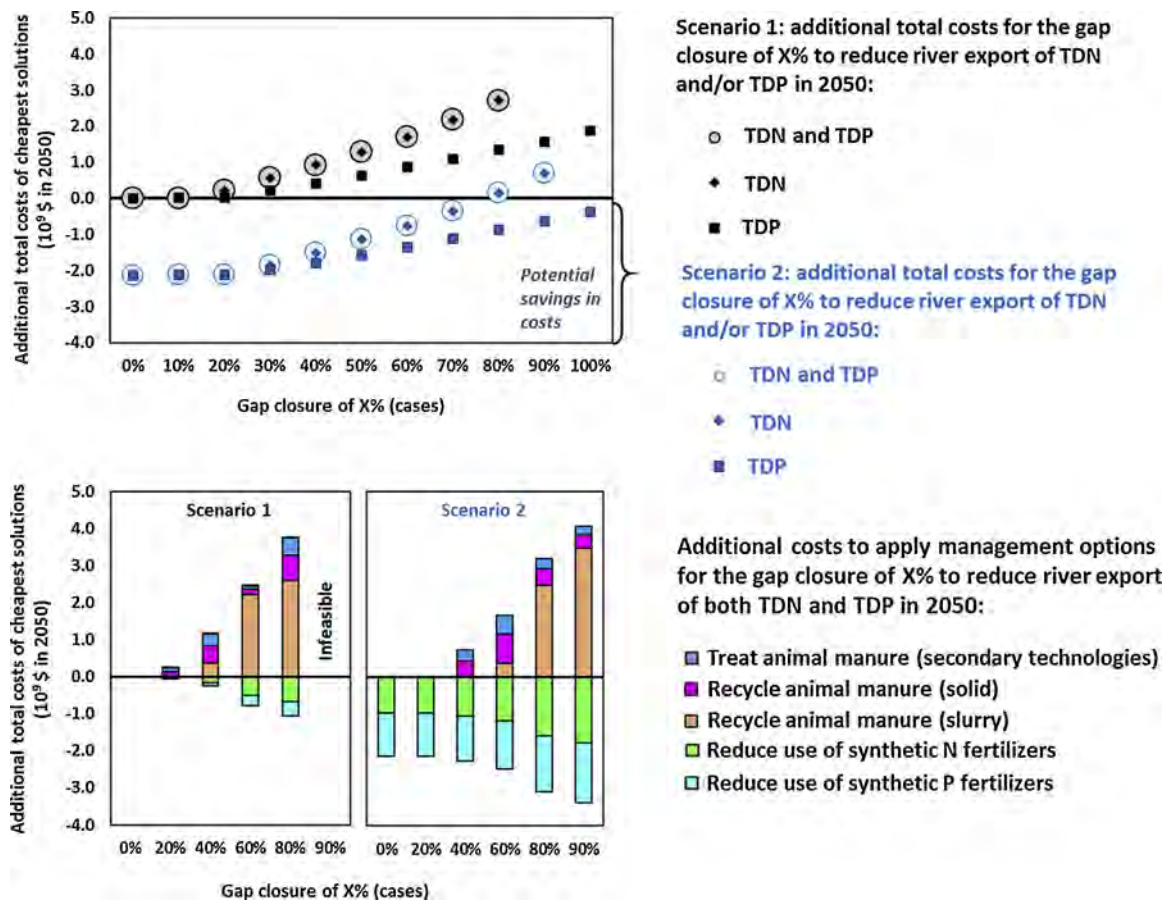 Additional total costs of cheapest solutions
(10⁹ $ in 2050)
5.0
4.0
3.0
2.0
1.0
0.0
-1.0
-2.0
-3.0
-4.0
Potential
savings in
costs
0% 10% 20% 30% 40% 50% 60% 70% 80% 90% 100%
Gap closure of X% (cases)
Scenario 1: additional total costs for the gap
closure of X% to reduce river export of TDN
and/or TDP in 2050:
TDN and TDP
TDN
TDP
Scenario 2: additional total costs for the gap
closure of X% to reduce river export of TDN
and/or TDP in 2050:
TDN and TDP
TDN
TDP
Additional total costs of cheapest solutions
(10⁹ $ in 2050)
5.0
4.0
3.0
2.0
1.0
0.0
-1.0
-2.0
-3.0
-4.0
Scenario 1
Infeasible
Scenario 2
0% 20% 40% 60% 80% 90%
0% 20% 40% 60% 80% 90%
Gap closure of X% (cases)
Additional costs to apply management options
for the gap closure of X% to reduce river export
of both TDN and TDP in 2050:
Treat animal manure (secondary technologies)
Recycle animal manure (solid)
Recycle animal manure (slurry)
Reduce use of synthetic N fertilizers
Reduce use of synthetic P fertilizers